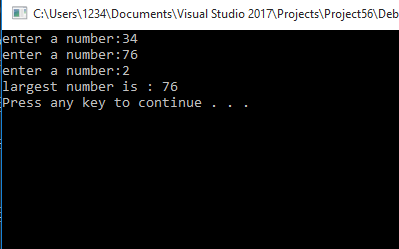 C:\Users\1234\Documents\Visual Studio 2017\Projects\Project56\Deb
enter a number:34
enter a number:76
enter a number:2
largest number is : 76
Press any key to continue . . .